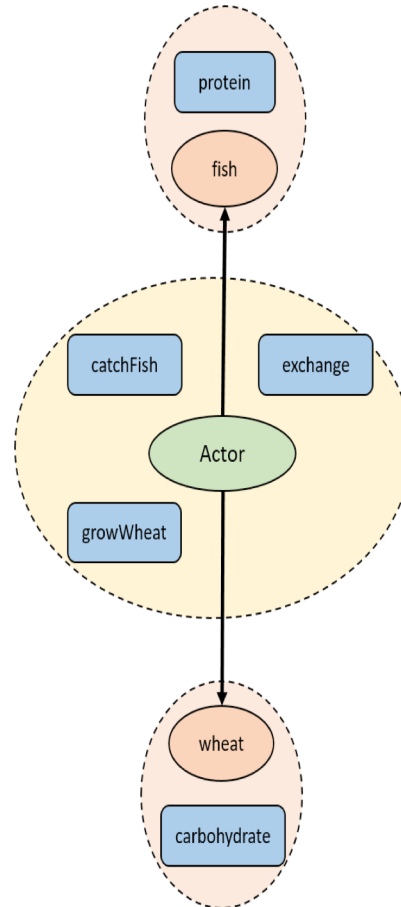 protein
fish
catchFish
exchange
Actor
growWheat
wheat
carbohydrate